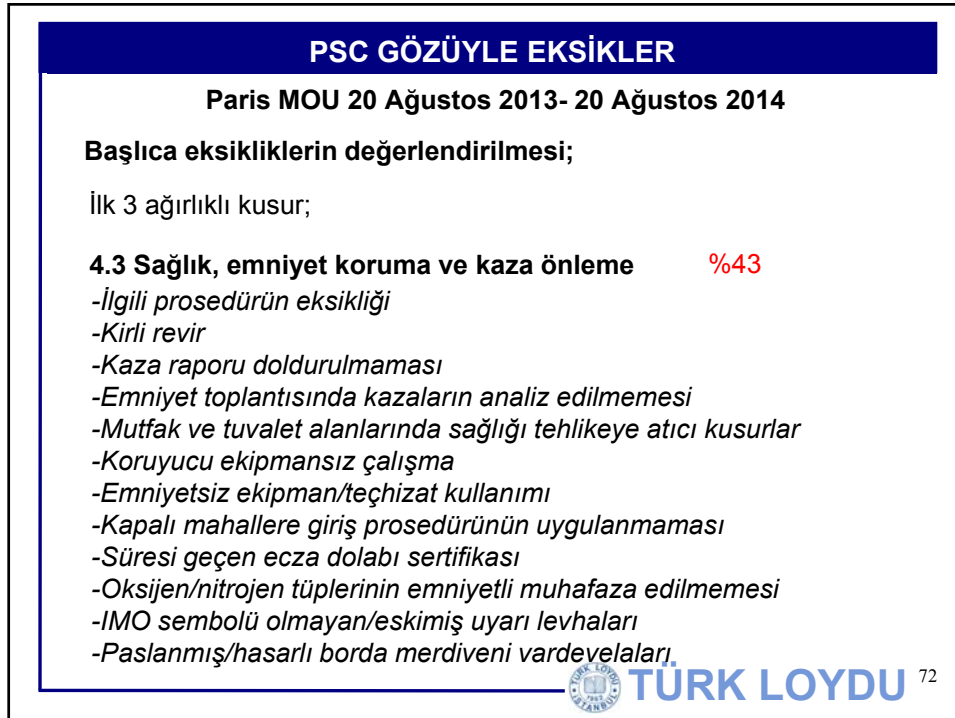 PSC GÖZÜYLE EKSİKLER
Paris MOU 20 Ağustos 2013- 20 Ağustos 2014
Başlıca eksikliklerin değerlendirilmesi;
İlk 3 ağırlıklı kusur;
4.3 Sağlık, emniyet koruma ve kaza önleme %43
-İlgili prosedürün eksikliği
-Kirli revir
-Kaza raporu doldurulmaması
-Emniyet toplantısında kazaların analiz edilmemesi
-Mutfak ve tuvalet alanlarında sağlığı tehlikeye atıcı kusurlar
-Koruyucu ekipmansız çalışma
-Emniyetsiz ekipman/teçhizat kullanımı
-Kapalı mahallere giriş prosedürünün uygulanmaması
-Süresi geçen ecza dolabı sertifikası
-Oksijen/nitrojen tüplerinin emniyetli muhafaza edilmemesi
-IMO sembolü olmayan/eskimiş uyarı levhaları
-Paslanmış/hasarlı borda merdiveni vardevelaları
1962
İSTANBUL
TÜRK LOYDU 72